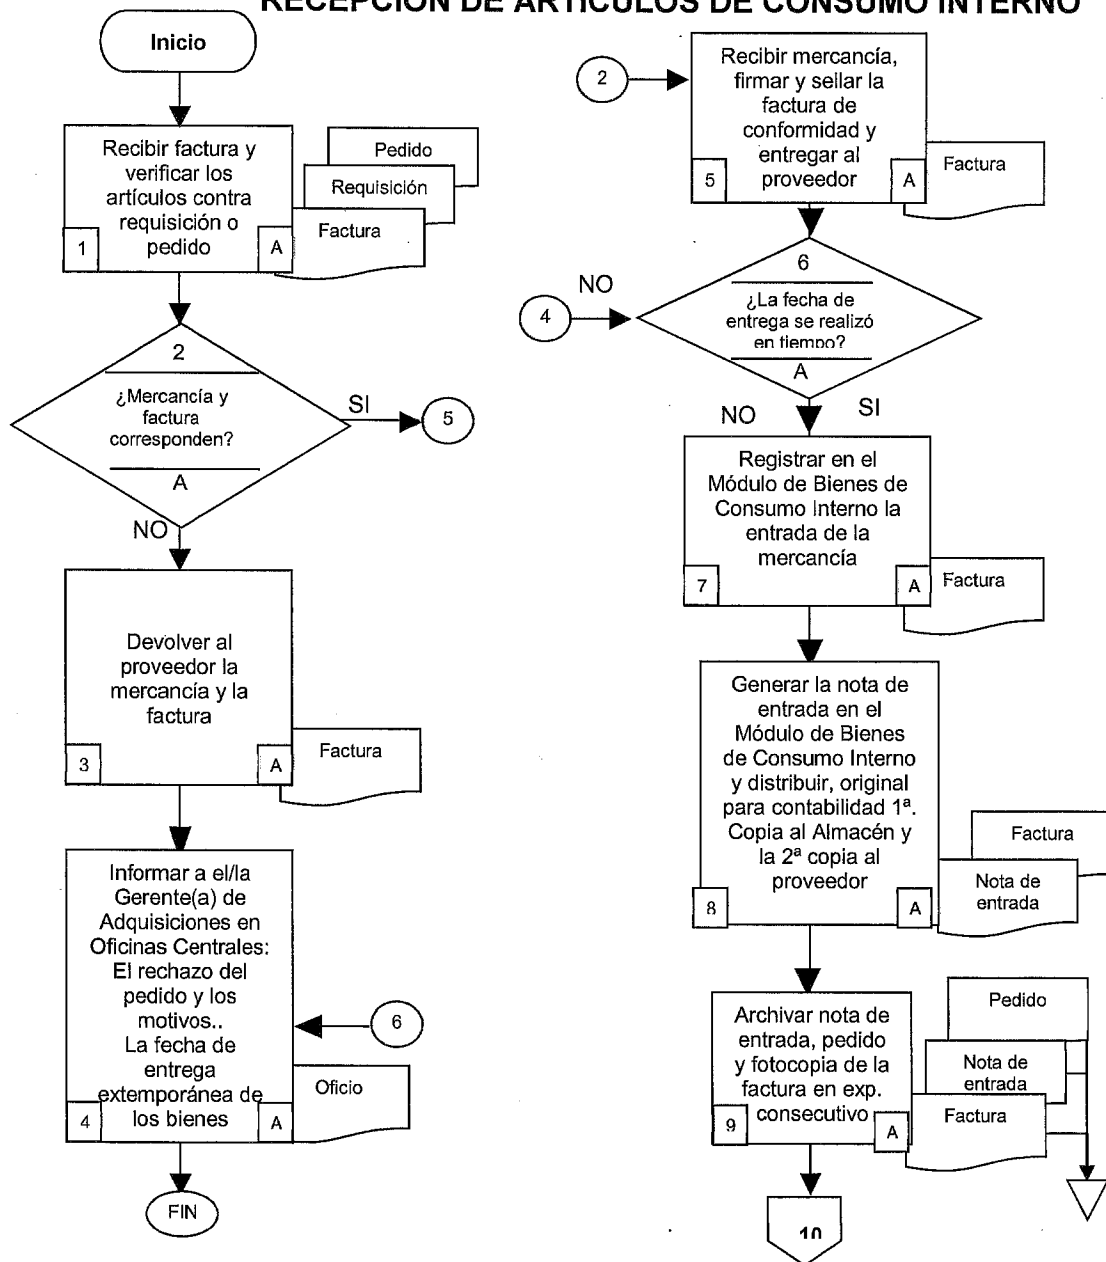 RECEPCIÓN DE ARTÍCULOS DE CONSUMO INTERNO
Inicio
Recibir factura y
verificar los
artículos contra
requisición o
pedido
1
A
Pedido
Requisición
Factura
2
¿Mercancía y
factura
corresponden?
A
SI
5
NO
Devolver al
proveedor la
mercancía y la
factura
3
A
Factura
Informar a el/la
Gerente(a) de
Adquisiciones en
Oficinas Centrales:
El rechazo del
pedido y los
motivos..
La fecha de
entrega
extemporánea de
los bienes
4
A
6
Oficio
FIN
2
Recibir mercancía,
firmar y sellar la
factura de
conformidad y
entregar al
proveedor
5
A
Factura
6
¿La fecha de
entrega se realizó
en tiempo?
A
NO
4
NO
SI
Registrar en el
Módulo de Bienes de
Consumo Interno la
entrada de la
mercancía
7
A
Factura
Generar la nota de
entrada en el
Módulo de Bienes
de Consumo Interno
y distribuir, original
para contabilidad 1ª.
Copia al Almacén y
la 2ª copia al
proveedor
8
A
Factura
Nota de
entrada
Archivar nota de
entrada, pedido
y fotocopia de la
factura en exp.
consecutivo
9
A
Pedido
Nota de
entrada
Factura
10